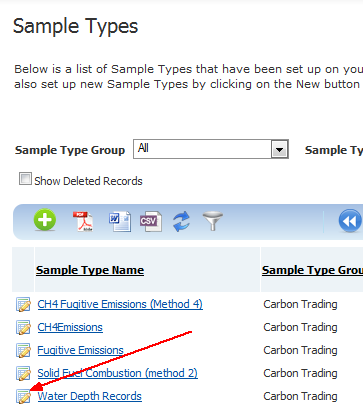 Sample Types
Below is a list of Sample Types that have been set up on you
also set up new Sample Types by clicking on the New button
Sample Type Group All Sample Ty
Show Deleted Records
PDF W CSV
Sample Type Name Sample Type Grou
CH4 Fugitive Emissions (Method 4) Carbon Trading
CH4Emissions Carbon Trading
Fugitive Emissions Carbon Trading
Solid Fuel Combustion (method 2) Carbon Trading
Water Depth Records Carbon Trading